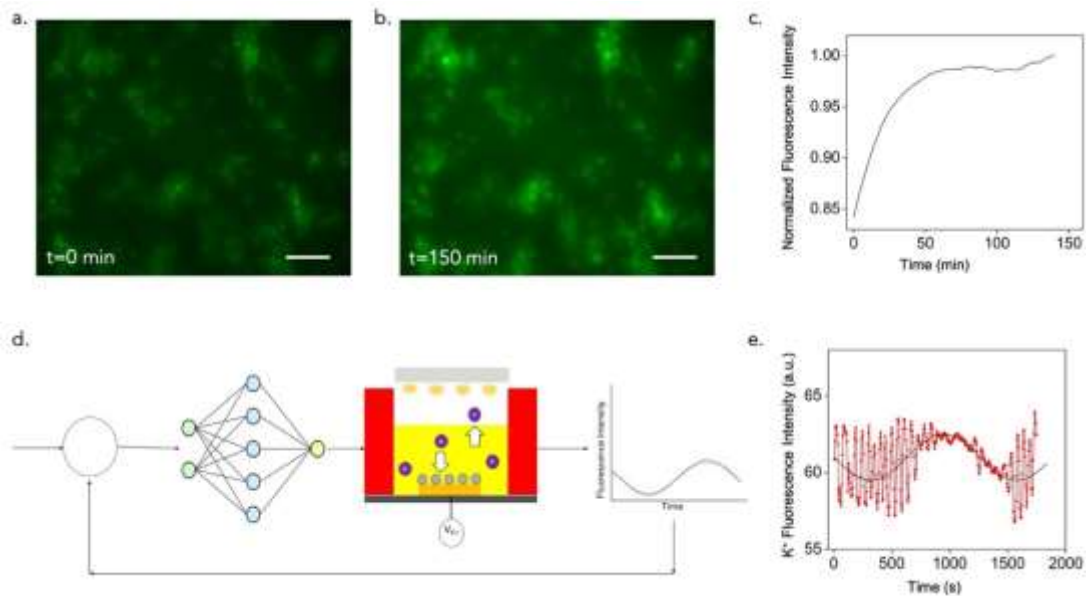 a.
b.
c.
t=0 min
t=150 min
Normalized Fluorescence Intensity
1.00
0.95
0.90
0.85
0
50
100
150
Time (min)
d.
e.
Fluorescence Intensity
Time
K⁺ Fluorescence Intensity (a.u.)
65
60
55
0
500
1000
1500
2000
Time (s)